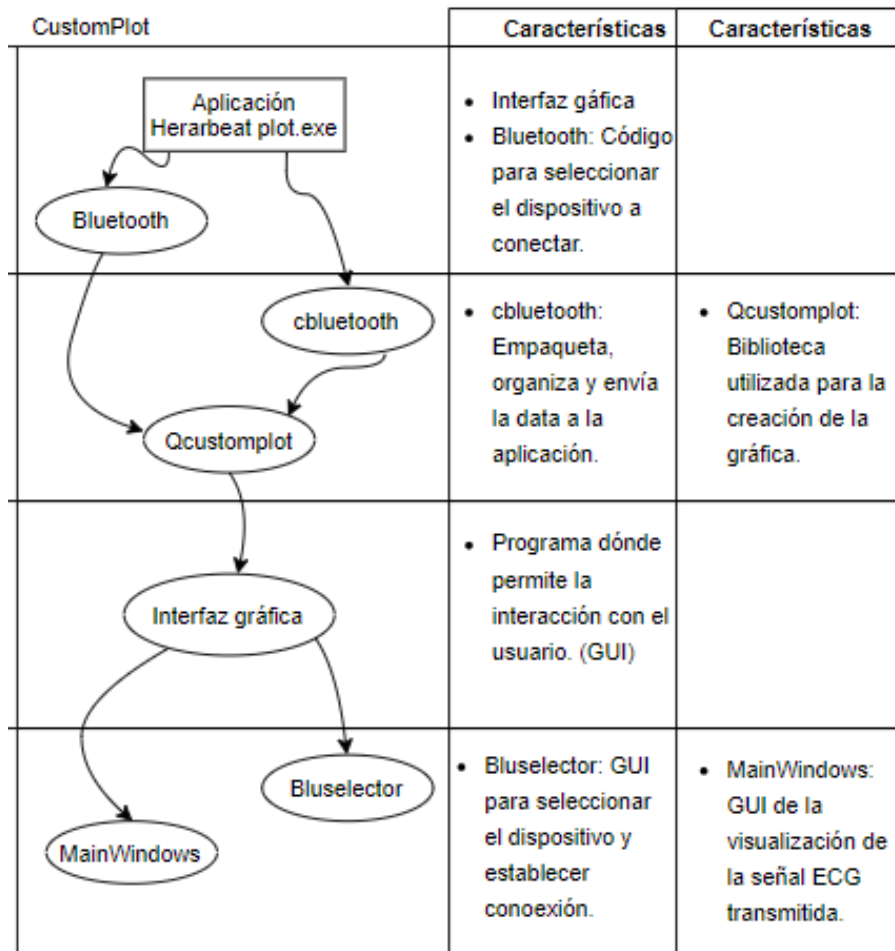 CustomPlot
Características
Características
Aplicación
Herarbeat plot.exe
Bluetooth
• Interfaz gáfica
• Bluetooth: Código
para seleccionar
el dispositivo a
conectar.
cbluetooth
Qcustomplot
• cbluetooth:
Empaqueta,
organiza y envía
la data a la
aplicación.
• Qcustomplot:
Biblioteca
utilizada para la
creación de la
gráfica.
Interfaz gráfica
• Programa dónde
permite la
interacción con el
usuario. (GUI)
Bluselector
MainWindows
• Bluselector: GUI
para seleccionar
el dispositivo y
establecer
conoexión.
• MainWindows:
GUI de la
visualización de
la señal ECG
transmitida.